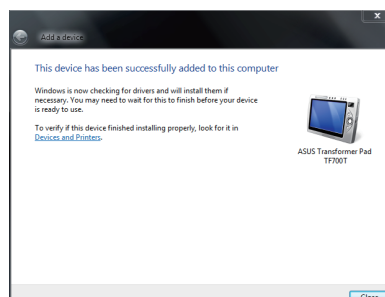 Add a device
This device has been successfully added to this computer
Windows is now checking for drivers and will install them if
necessary. You may need to wait for this to finish before your device
is ready to use.
To verify if this device finished installing properly, look for it in
Devices and Printers.
ASUS Transformer Pad
TF700T
Close